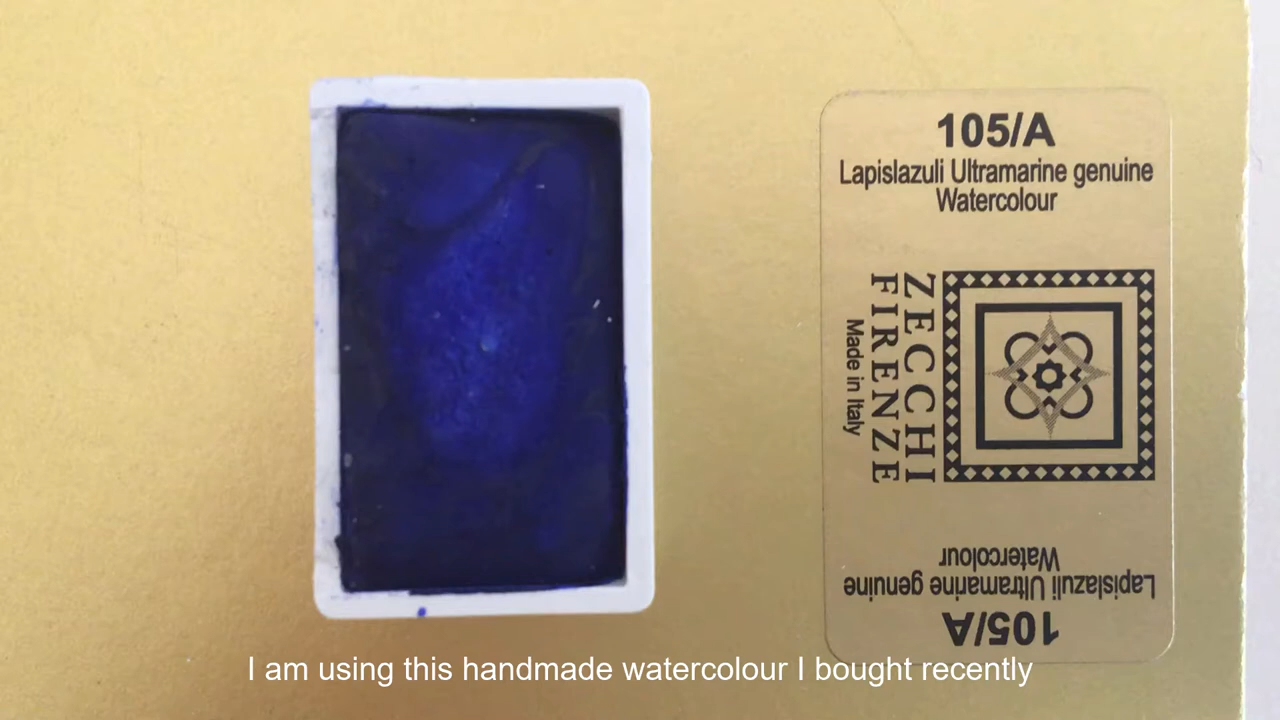 105/A
Lapislazuli Ultramarine genuine
Watercolour
ZECCHI
FIRENZE
Made in Italy
Watercolour
Lapislazuli Ultramarine genuine
105/A
I am using this handmade watercolour I bought recently